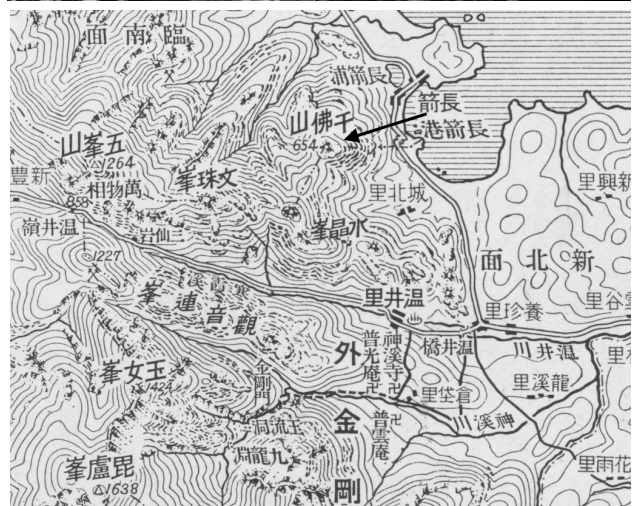 臨南面
長箭浦
長箭
長箭港
千佛山
654
五峯山
1264
萬物相
文珠峯
新豊
858
温井嶺
三仙岩
城北里
水晶峯
新興里
新北面
1227
寒霞溪
觀音連峯
温井里
養珍里
外金剛
神溪寺
普光庵
温井橋
温井川
龍溪里
倉垈里
神溪川
玉女峯
1424
金剛門
玉流洞
九龍淵
普雲庵
毘盧峯
1638
雨花里